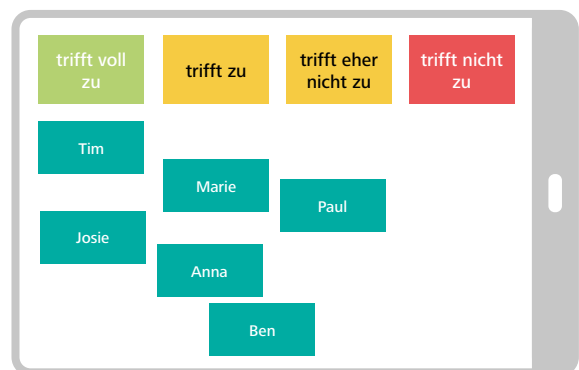 trifft voll
zu
trifft zu
trifft eher
nicht zu
trifft nicht
zu
Tim
Marie
Paul
Josie
Anna
Ben